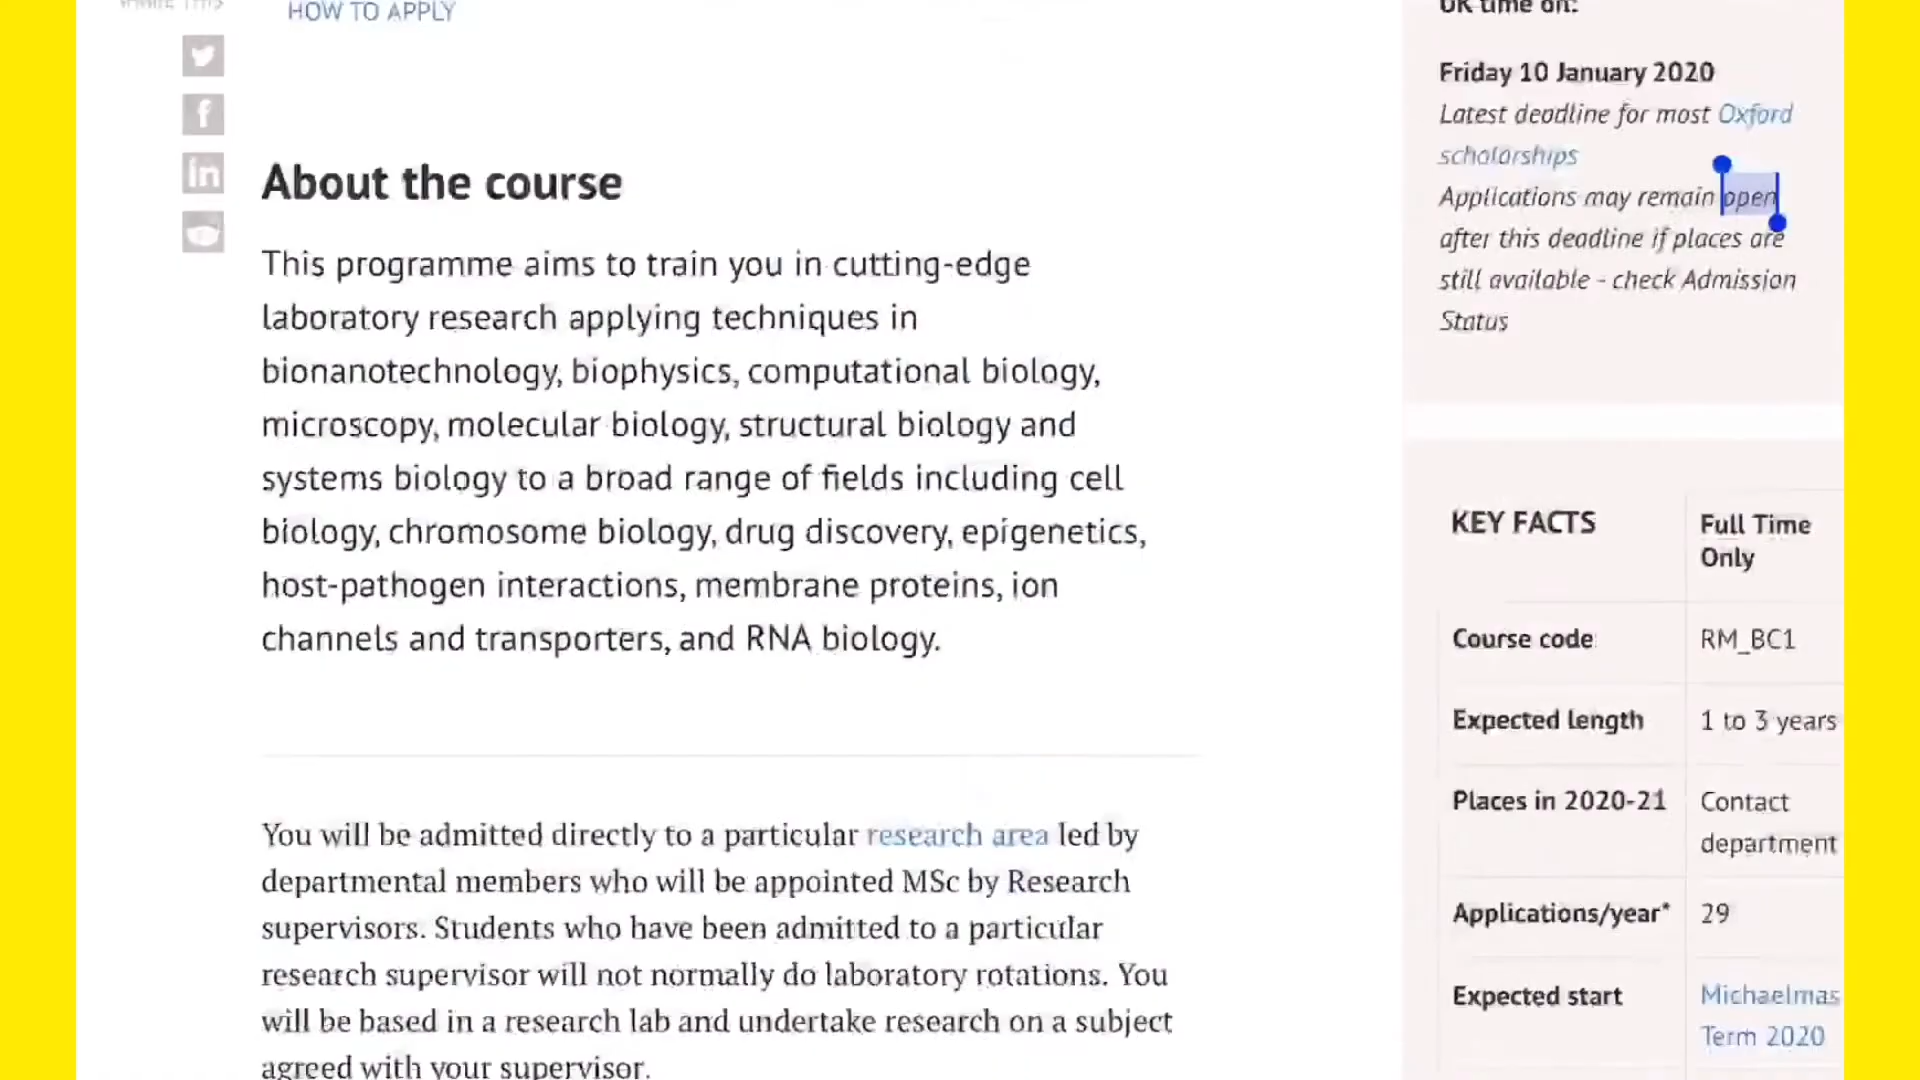 HOW TO APPLY
About the course
This programme aims to train you in cutting-edge
laboratory research applying techniques in
bionanotechnology, biophysics, computational biology,
microscopy, molecular biology, structural biology and
systems biology to a broad range of fields including cell
biology, chromosome biology, drug discovery, epigenetics,
host-pathogen interactions, membrane proteins, ion
channels and transporters, and RNA biology.
You will be admitted directly to a particular research area led by
departmental members who will be appointed MSc by Research
supervisors. Students who have been admitted to a particular
research supervisor will not normally do laboratory rotations. You
will be based in a research lab and undertake research on a subject
agreed with your supervisor.
UK time on:
Friday 10 January 2020
Latest deadline for most Oxford
scholarships
Applications may remain open
after this deadline if places are
still available - check Admission
Status
KEY FACTS
Full Time
Only
Course code
RM_BC1
Expected length
1 to 3 years
Places in 2020-21
Contact
department
Applications/year*
29
Expected start
Michaelmas
Term 2020